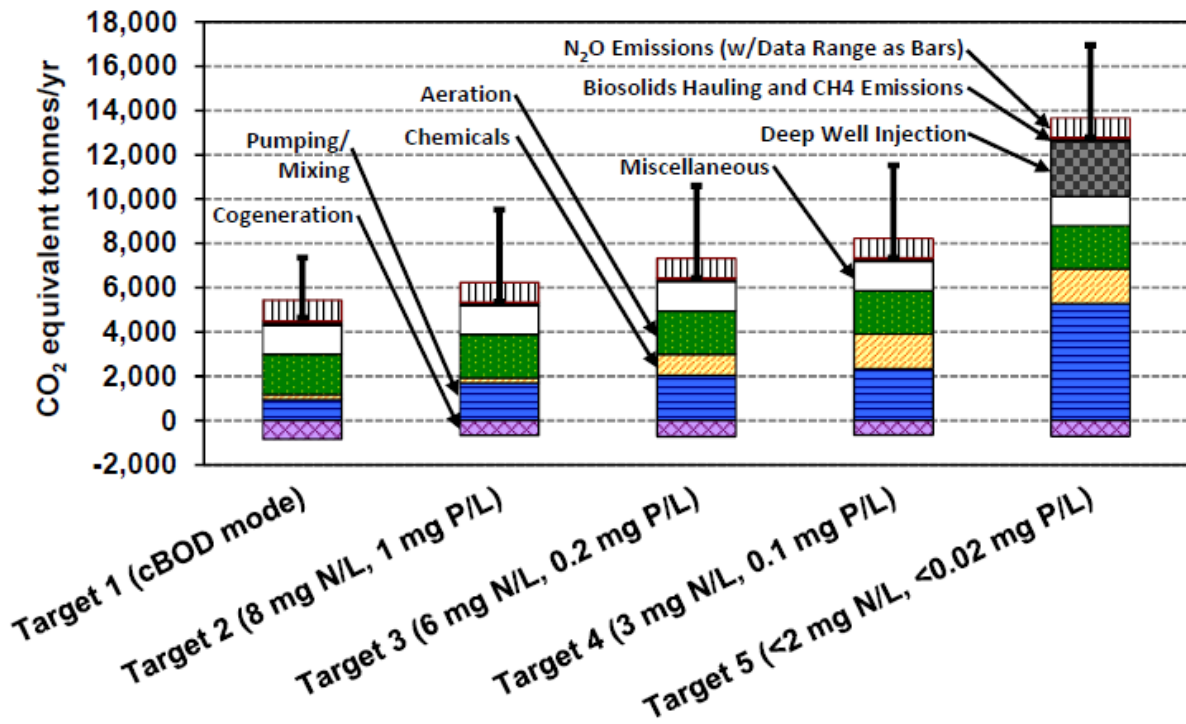 CO₂ equivalent tonnes/yr
18,000
16,000
14,000
12,000
10,000
8,000
6,000
4,000
2,000
0
-2,000
N₂O Emissions (w/Data Range as Bars)
Biosolids Hauling and CH4 Emissions
Aeration
Chemicals
Deep Well Injection
Pumping/
Mixing
Miscellaneous
Cogeneration
Target 1 (cBOD mode)
Target 2 (8 mg N/L, 1 mg P/L)
Target 3 (6 mg N/L, 0.2 mg P/L)
Target 4 (3 mg N/L, 0.1 mg P/L)
Target 5 (<2 mg N/L, <0.02 mg P/L)